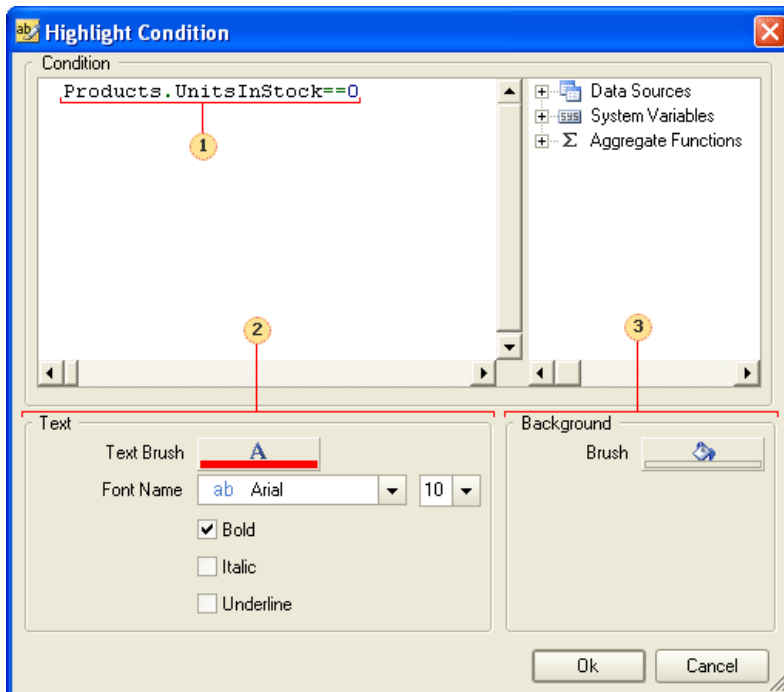 Highlight Condition
Condition
Products.UnitsInStock==0
1
Data Sources
SYS System Variables
Σ Aggregate Functions
2
3
Text
Text Brush A
Font Name ab Arial 10
Bold
Italic
Underline
Background
Brush
Ok Cancel